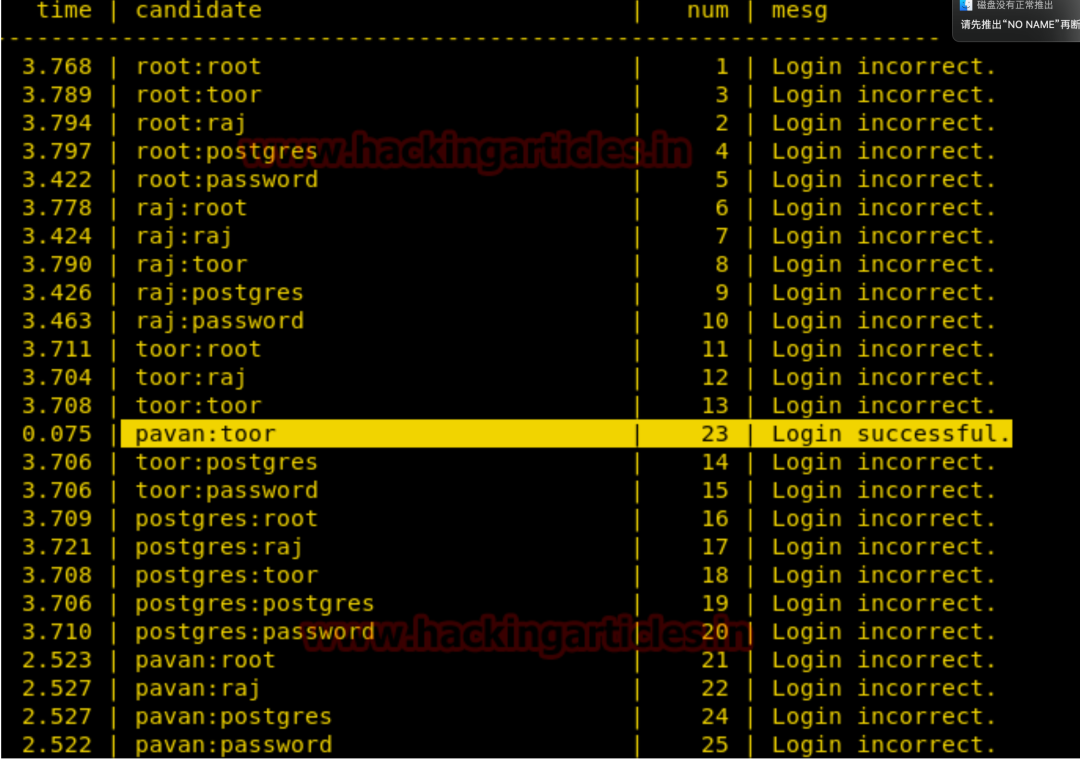 time | candidate | num | mesg
磁盘没有正常推出
请先推出“NO NAME”再断
--------------------------------------------------------------------
3.768 | root:root | 1 | Login incorrect.
3.789 | root:toor | 3 | Login incorrect.
3.794 | root:raj | 2 | Login incorrect.
www.hackingarticles.in
3.797 | root:postgres | 4 | Login incorrect.
3.422 | root:password | 5 | Login incorrect.
3.778 | raj:root | 6 | Login incorrect.
3.424 | raj:raj | 7 | Login incorrect.
3.790 | raj:toor | 8 | Login incorrect.
3.426 | raj:postgres | 9 | Login incorrect.
3.463 | raj:password | 10 | Login incorrect.
3.711 | toor:root | 11 | Login incorrect.
3.704 | toor:raj | 12 | Login incorrect.
3.708 | toor:toor | 13 | Login incorrect.
0.075 | pavan:toor | 23 | Login successful.
3.706 | toor:postgres | 14 | Login incorrect.
3.706 | toor:password | 15 | Login incorrect.
3.709 | postgres:root | 16 | Login incorrect.
3.721 | postgres:raj | 17 | Login incorrect.
3.708 | postgres:toor | 18 | Login incorrect.
3.706 | postgres:postgres | 19 | Login incorrect.
3.710 | postgres:password | 20 | Login incorrect.
www.hackingarticles.in
2.523 | pavan:root | 21 | Login incorrect.
2.527 | pavan:raj | 22 | Login incorrect.
2.527 | pavan:postgres | 24 | Login incorrect.
2.522 | pavan:password | 25 | Login incorrect.